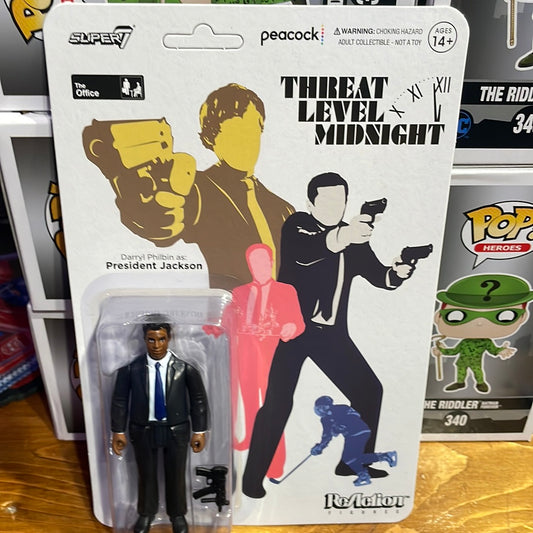 SUPER7
peacock
WARNING: CHOKING HAZARD
ADULT COLLECTIBLE - NOT A TOY
AGES
14+
The
Office
THREAT
LEVEL
MIDNIGHT
X XI XII
Darryl Philbin as:
President Jackson
ReAction
FIGURES
THE RIDD
34
POP!
HEROES
?
THE RIDDLER
340